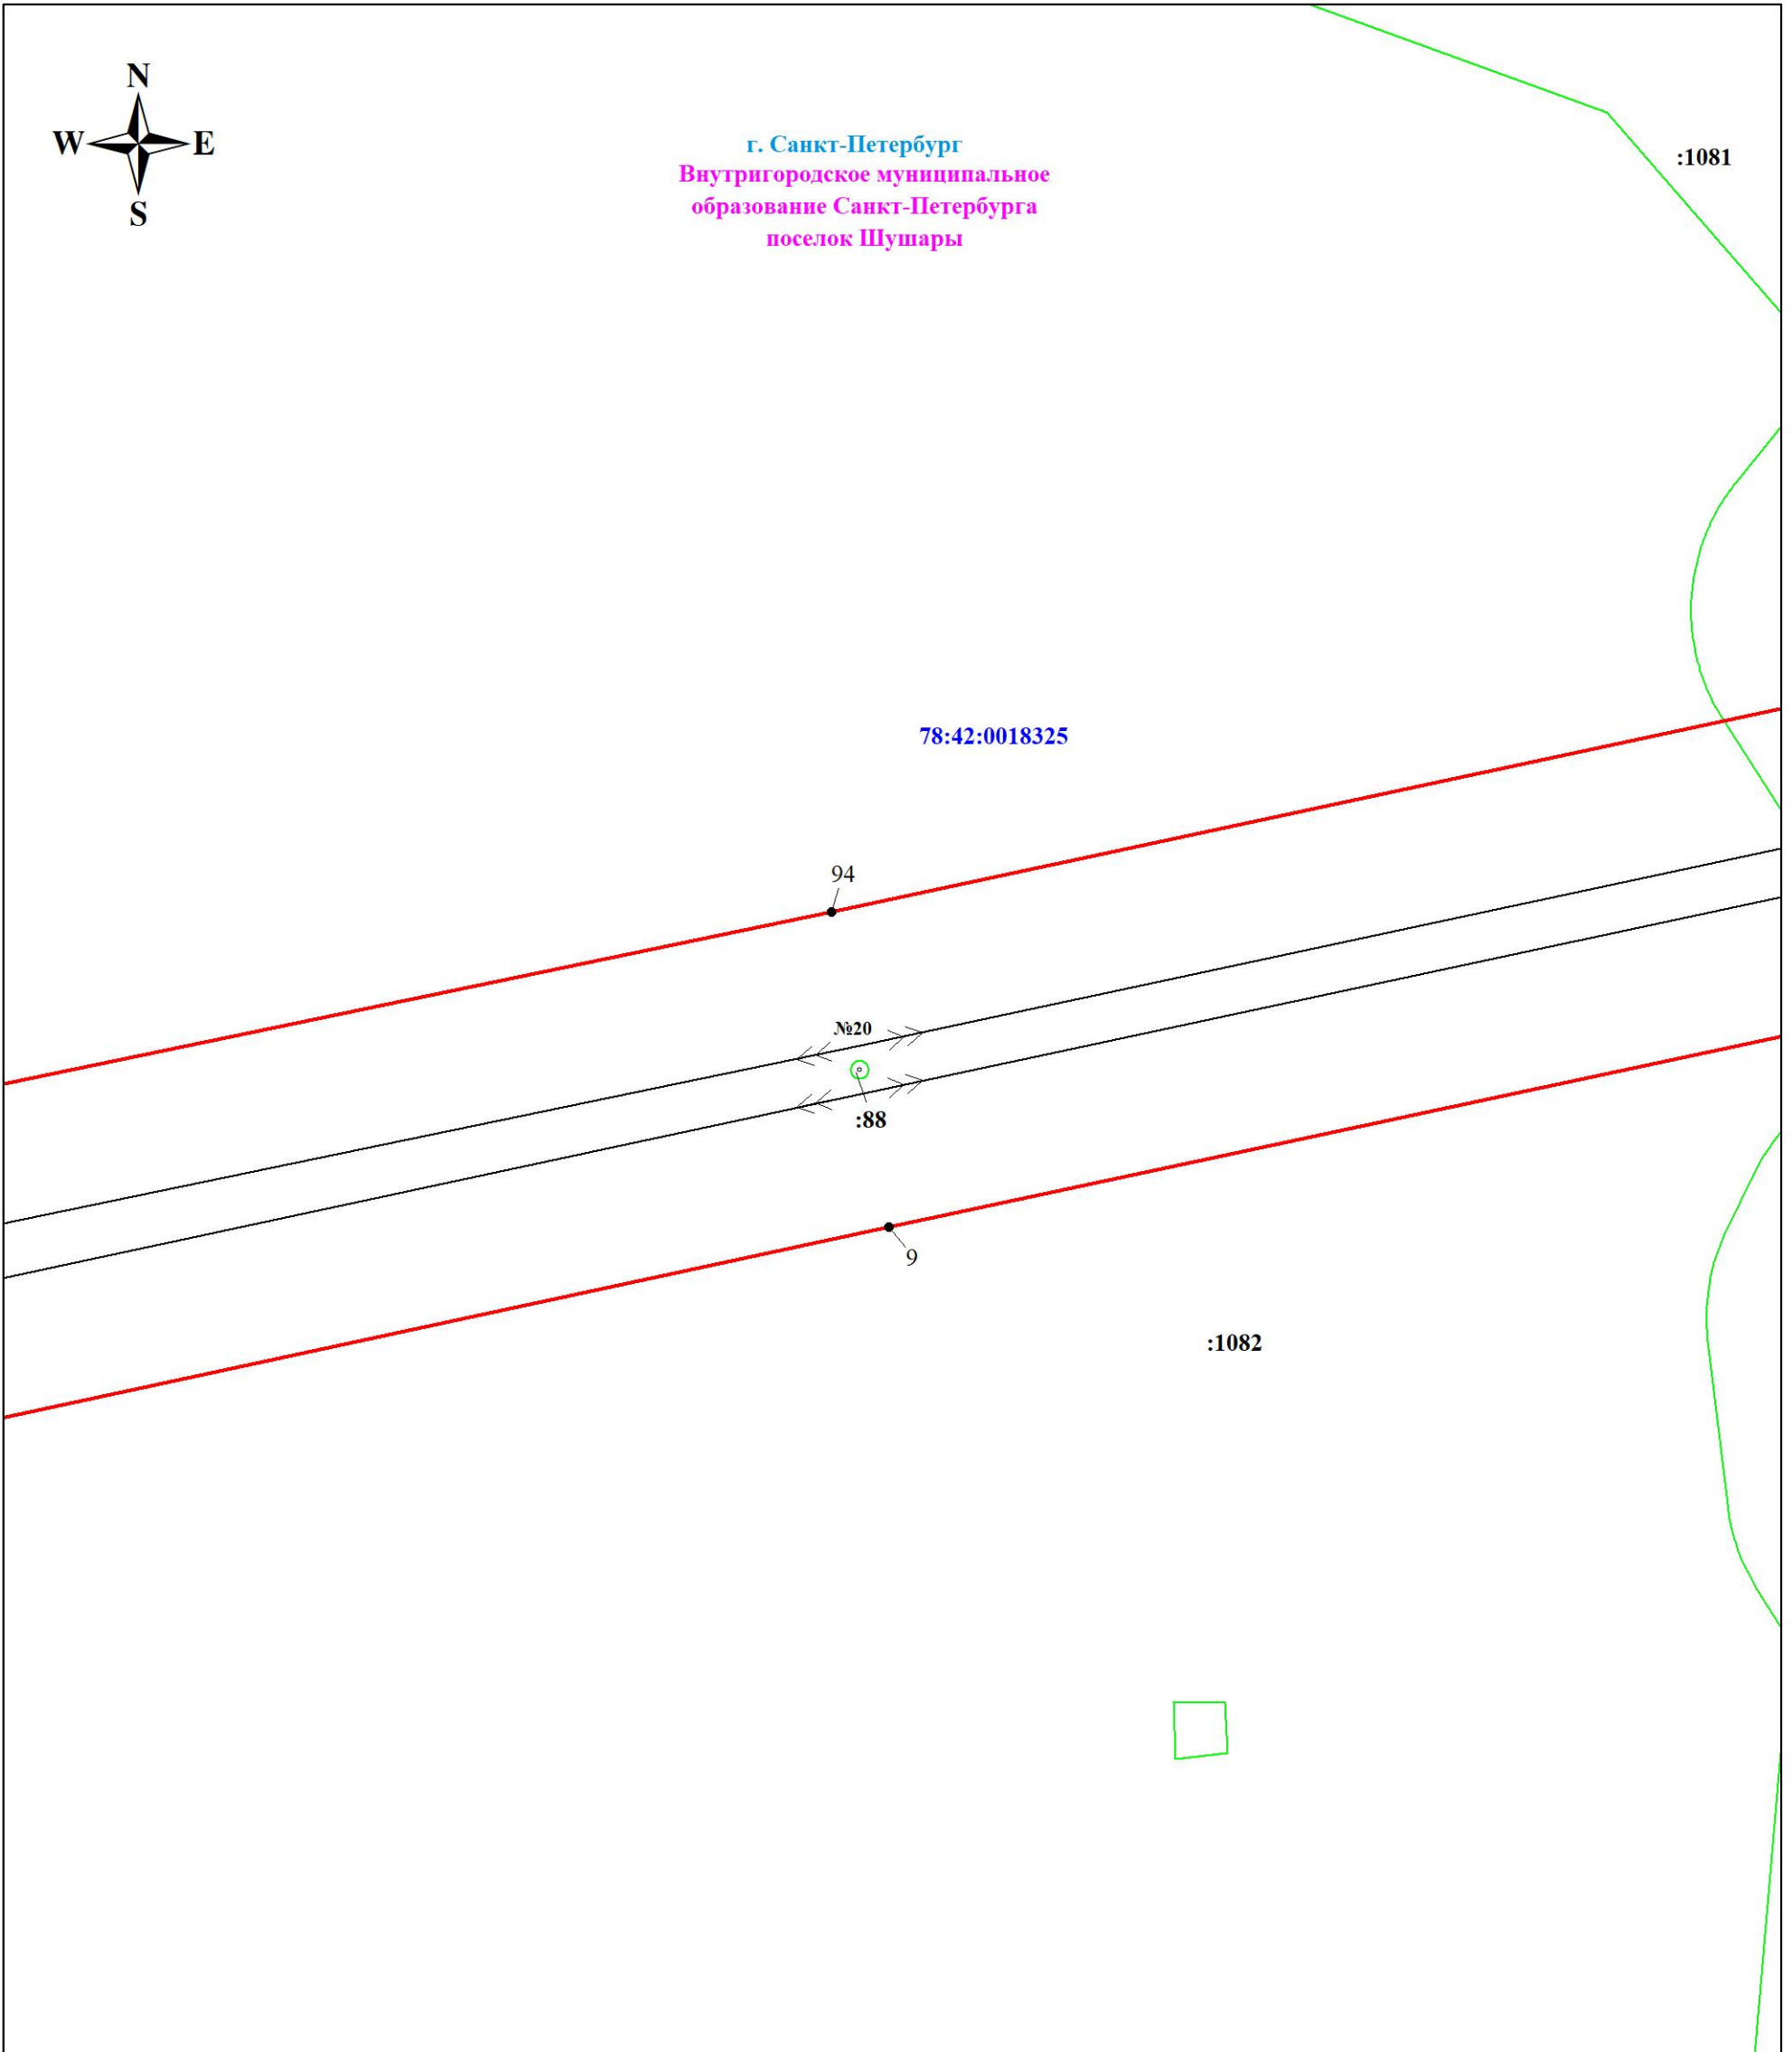 N
W E
S
г. Санкт-Петербург
Внутригородское муниципальное
образование Санкт-Петербурга
поселок Шушары
:1081
78:42:0018325
94
№20
:88
9
:1082